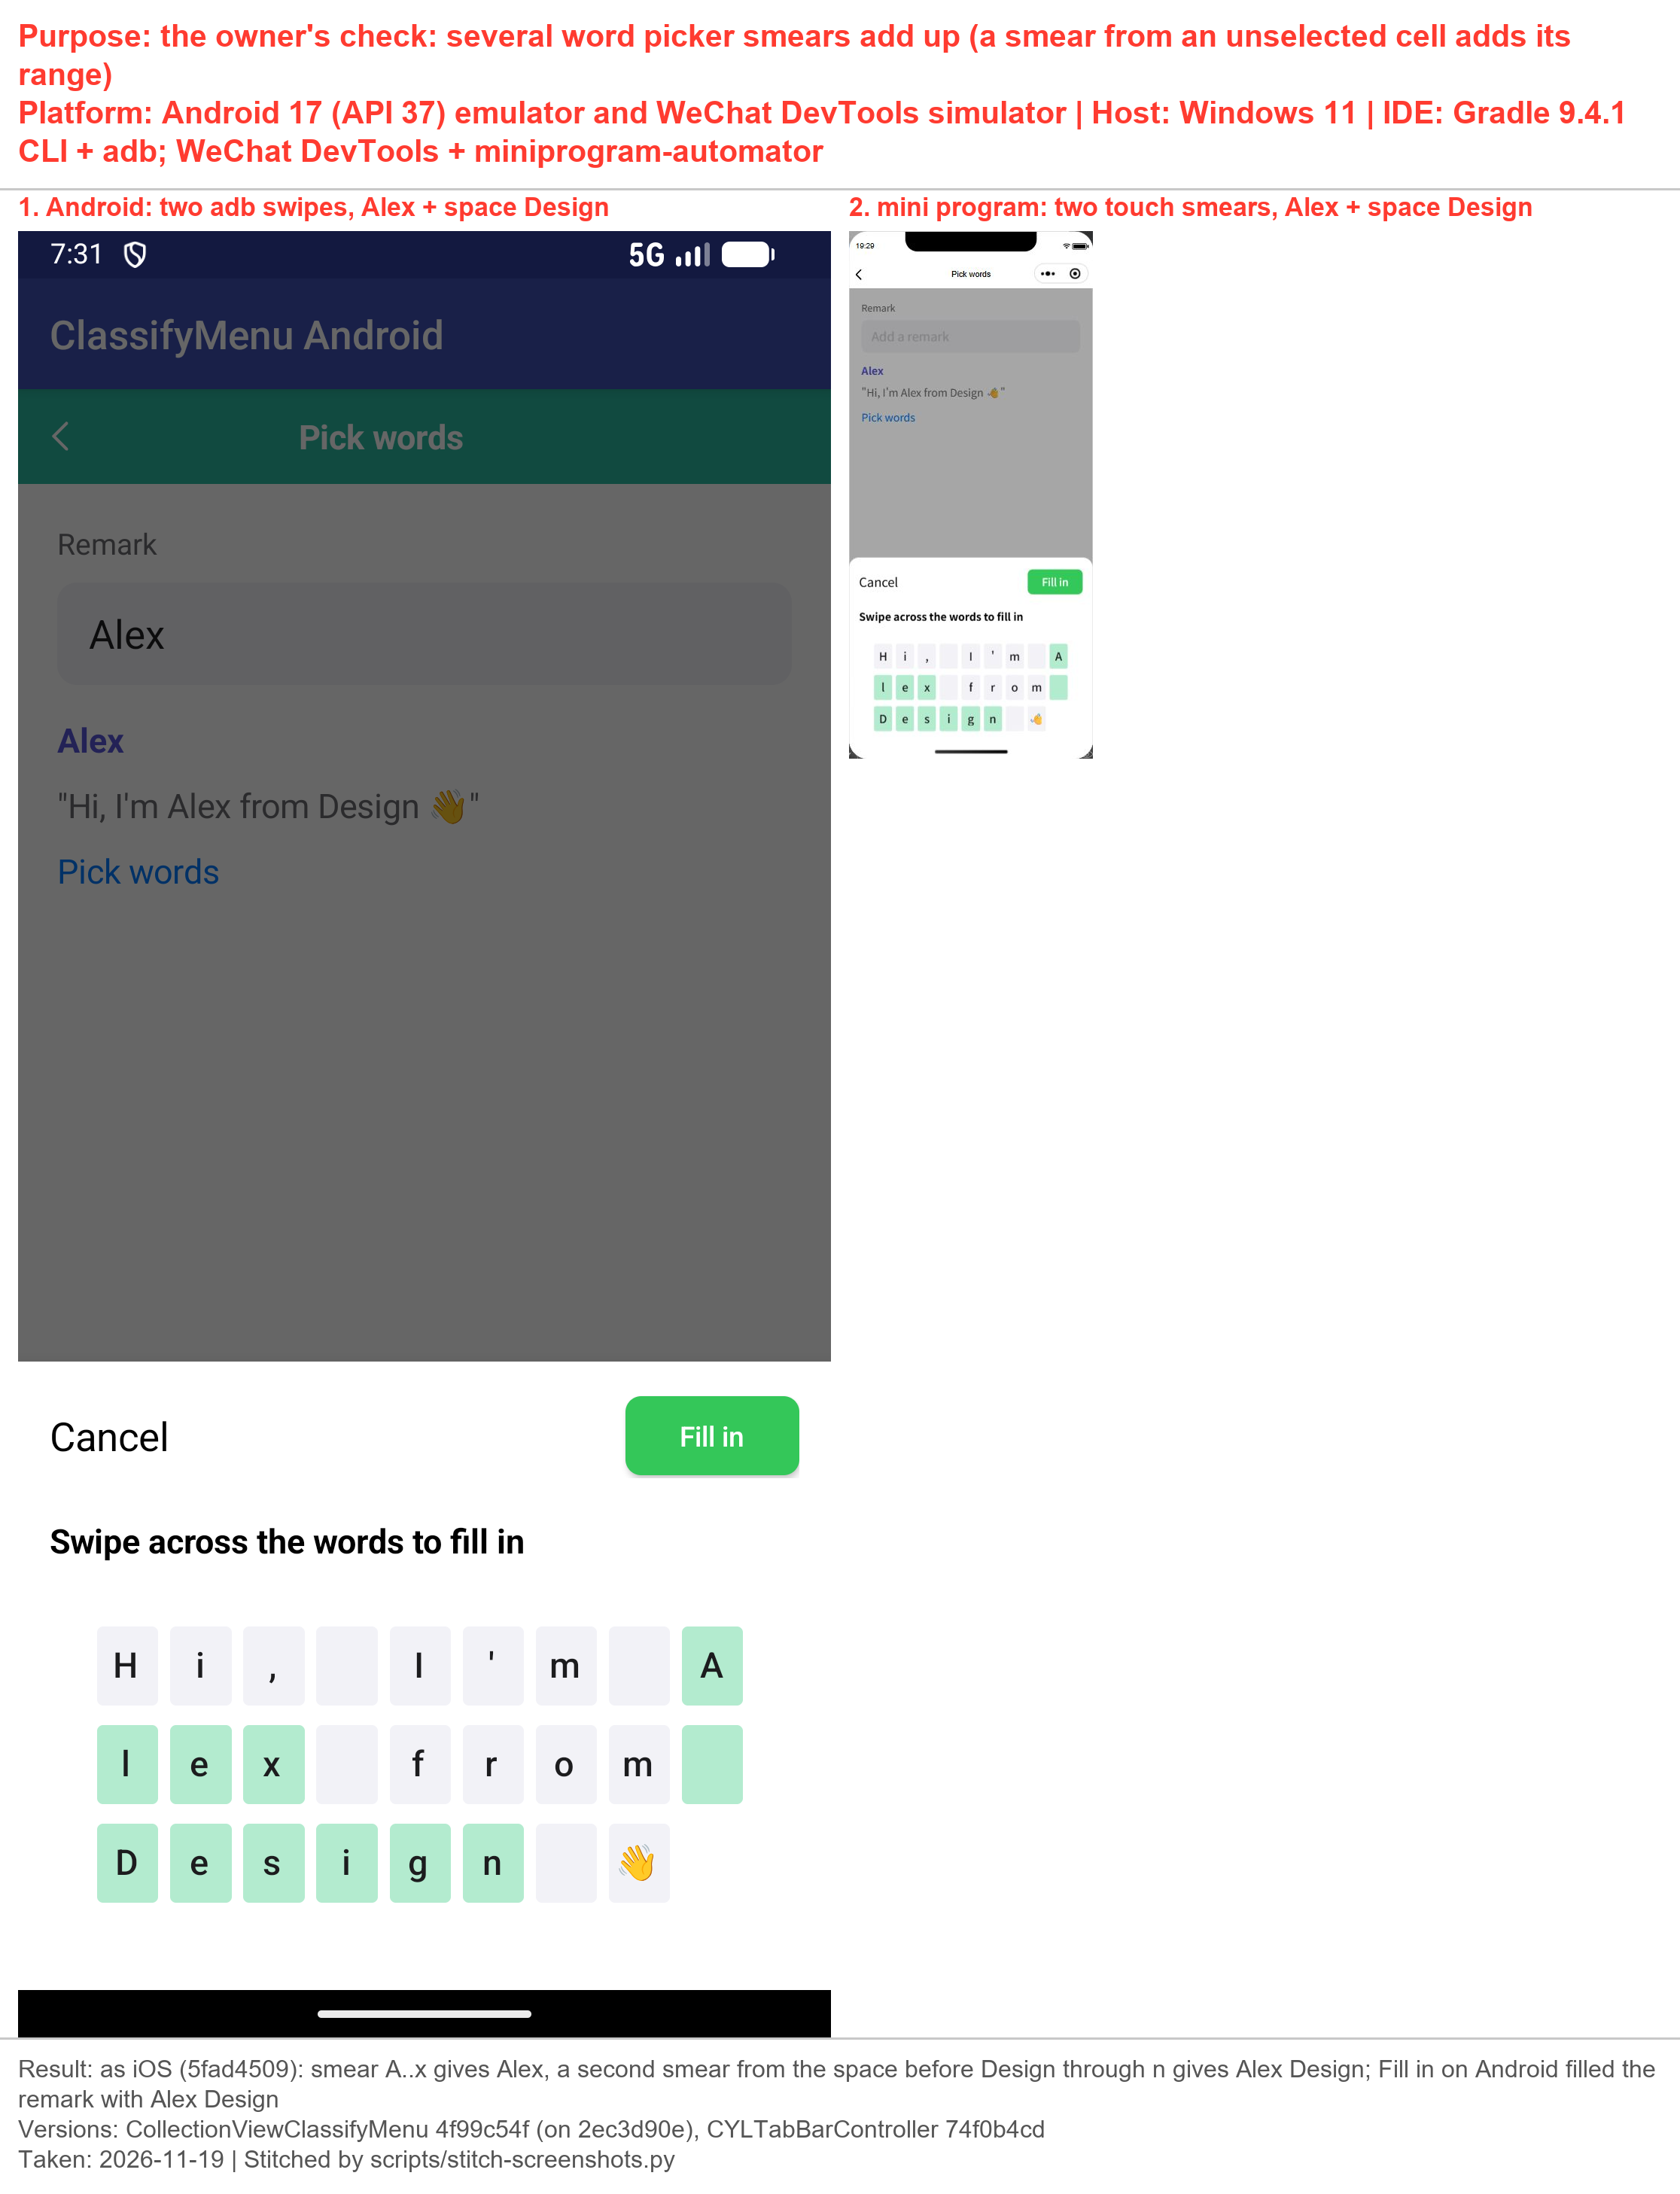 Purpose: the owner's check: several word picker smears add up (a smear from an unselected cell adds its
range)
Platform: Android 17 (API 37) emulator and WeChat DevTools simulator | Host: Windows 11 | IDE: Gradle 9.4.1
CLI + adb; WeChat DevTools + miniprogram-automator
1. Android: two adb swipes, Alex + space Design
7:31 5G
ClassifyMenu Android
Pick words
Remark
Alex
Alex
"Hi, I'm Alex from Design 👋"
Pick words
Cancel Fill in
Swipe across the words to fill in
H i , I ' m A
l e x f r o m
D e s i g n 👋
2. mini program: two touch smears, Alex + space Design
19:29
Pick words
Remark
Add a remark
Alex
"Hi, I'm Alex from Design 👋"
Pick words
Cancel Fill in
Swipe across the words to fill in
H i , I ' m A
l e x f r o m
D e s i g n 👋
Result: as iOS (5fad4509): smear A..x gives Alex, a second smear from the space before Design through n gives Alex Design; Fill in on Android filled the
remark with Alex Design
Versions: CollectionViewClassifyMenu 4f99c54f (on 2ec3d90e), CYLTabBarController 74f0b4cd
Taken: 2026-11-19 | Stitched by scripts/stitch-screenshots.py